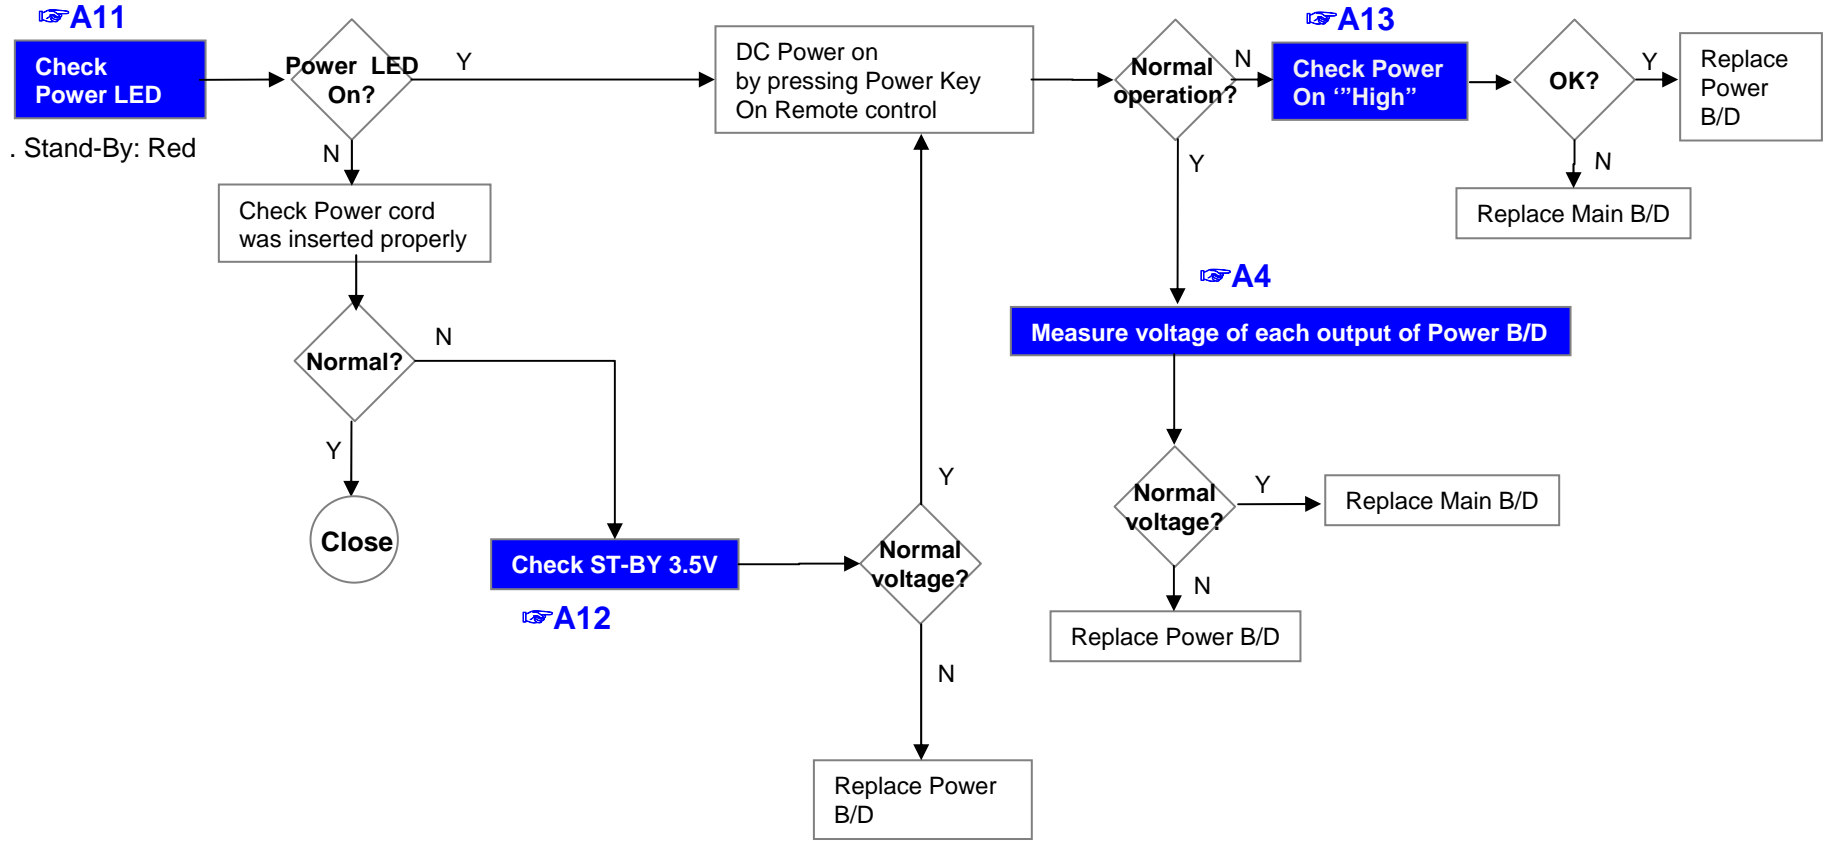 ☞A11
Check
Power LED
. Stand-By: Red
Power LED
On?
Y
N
Check Power cord
was inserted properly
Normal?
N
Y
Close
Check ST-BY 3.5V
☞A12
Normal
voltage?
Y
N
Replace Power
B/D
DC Power on
by pressing Power Key
On Remote control
Normal
operation?
N
Y
☞A13
Check Power
On ‘”High”
OK?
Y
N
Replace
Power
B/D
Replace Main B/D
☞A4
Measure voltage of each output of Power B/D
Normal
voltage?
Y
N
Replace Main B/D
Replace Power B/D